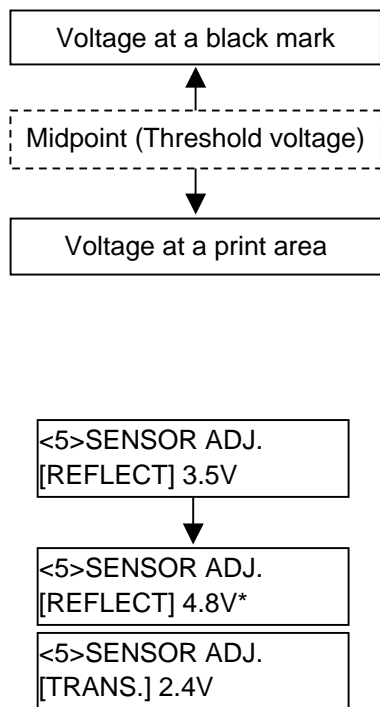 Voltage at a black mark
Midpoint (Threshold voltage)
Voltage at a print area
<5>SENSOR ADJ.
[REFLECT] 3.5V
<5>SENSOR ADJ.
[REFLECT] 4.8V*
<5>SENSOR ADJ.
[TRANS.] 2.4V